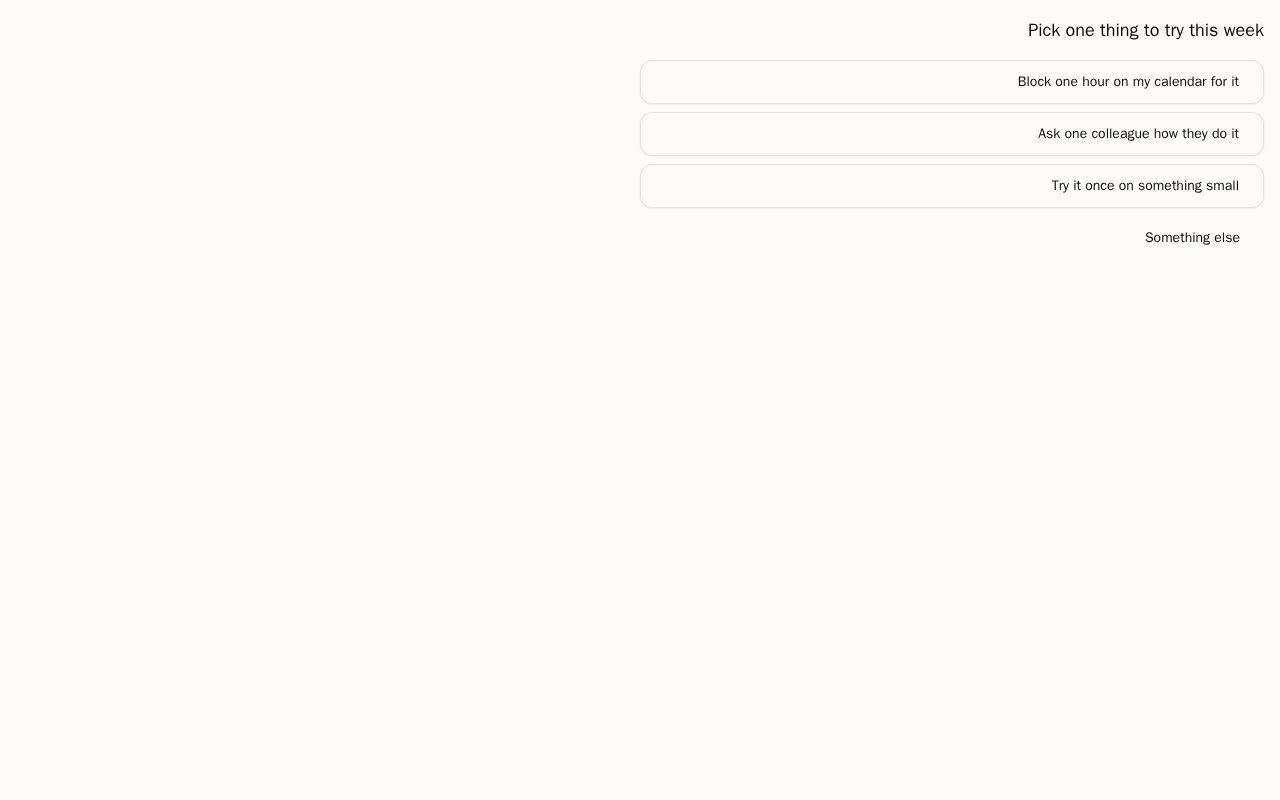 Pick one thing to try this week
Block one hour on my calendar for it
Ask one colleague how they do it
Try it once on something small
Something else